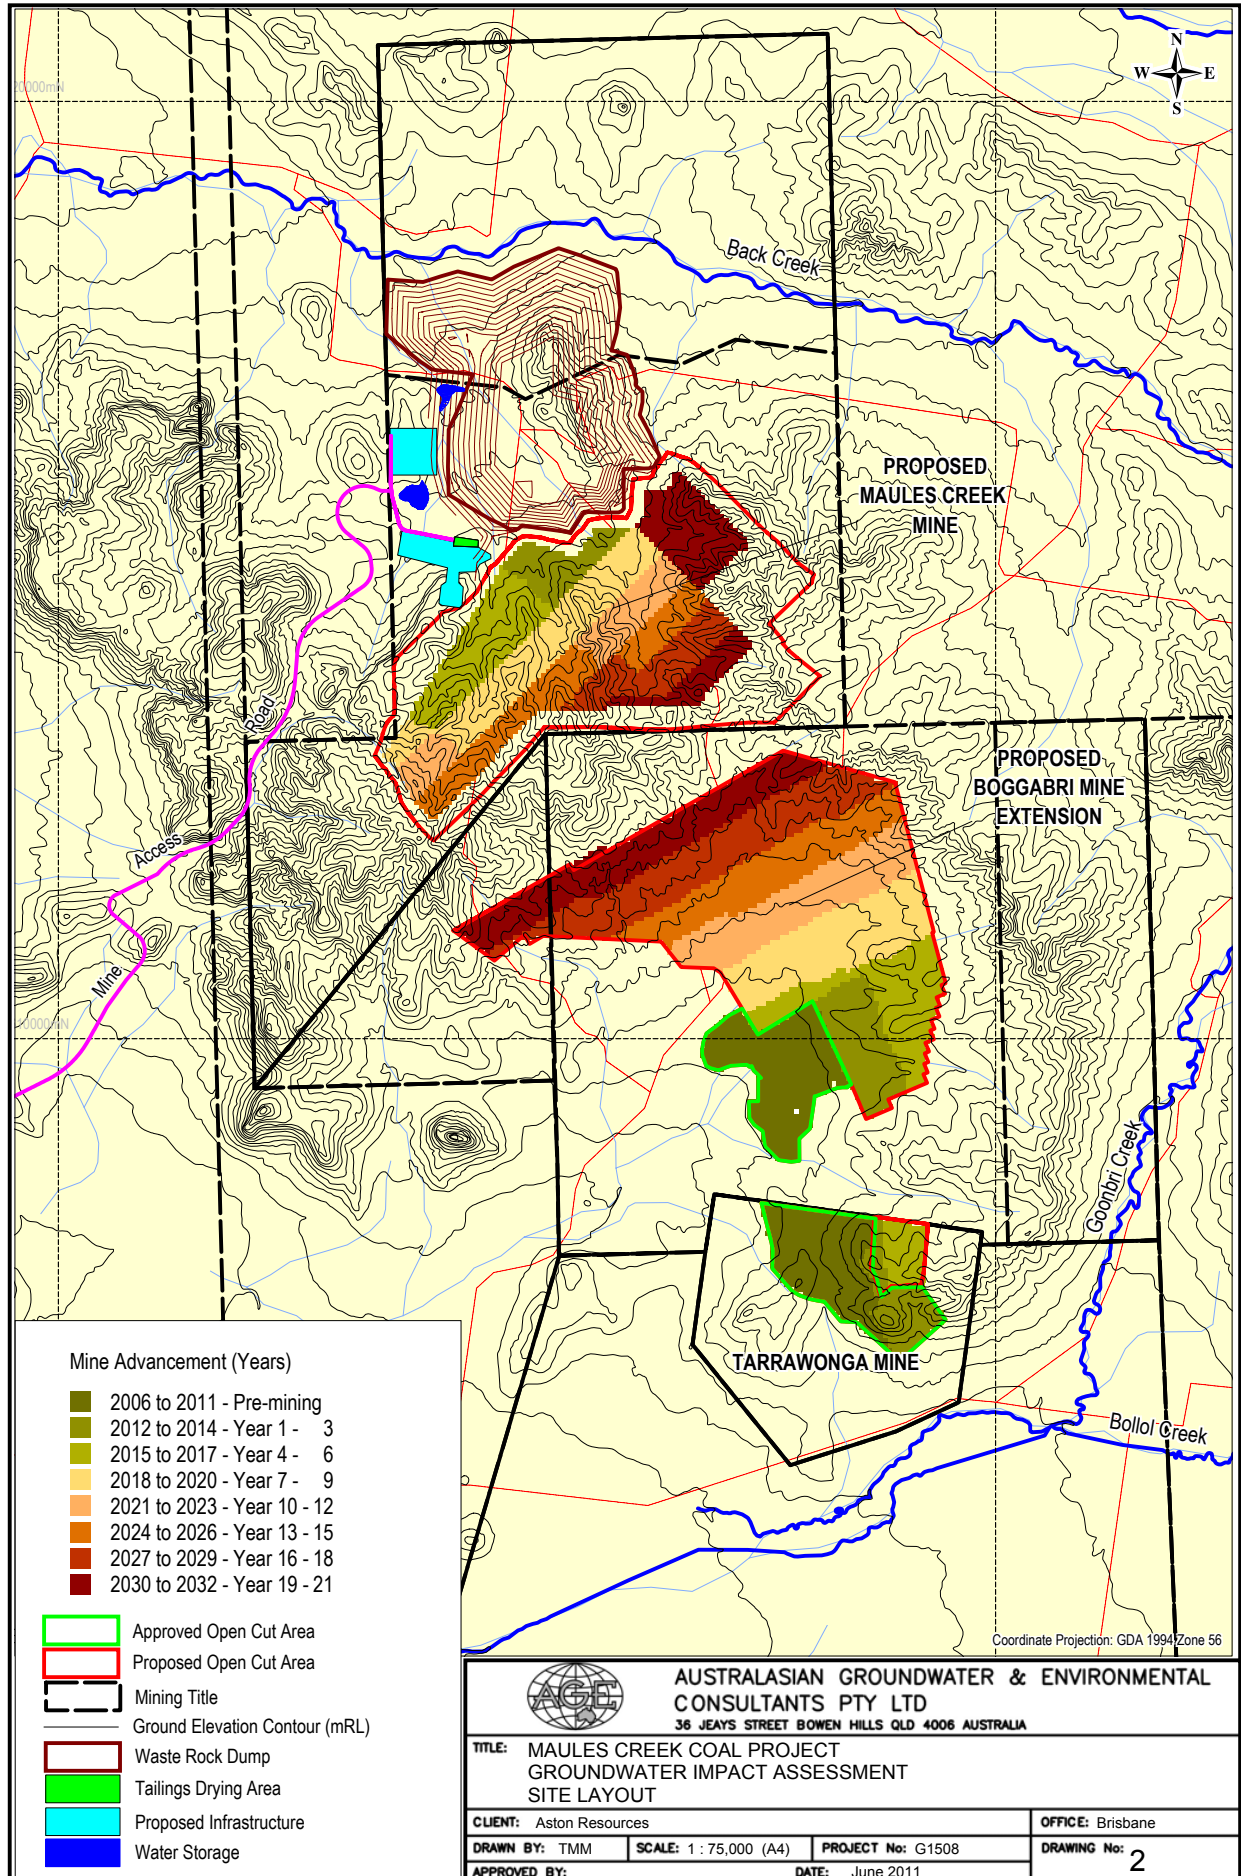 N
W E
S
20000mN
Back Creek
PROPOSED
MAULES CREEK
MINE
Road
Access
Mine
PROPOSED
BOGGABRI MINE
EXTENSION
10000mN
Goonbri Creek
TARRAWONGA MINE
Bollol Creek
Mine Advancement (Years)
2006 to 2011 - Pre-mining
2012 to 2014 - Year 1 - 3
2015 to 2017 - Year 4 - 6
2018 to 2020 - Year 7 - 9
2021 to 2023 - Year 10 - 12
2024 to 2026 - Year 13 - 15
2027 to 2029 - Year 16 - 18
2030 to 2032 - Year 19 - 21
Approved Open Cut Area
Proposed Open Cut Area
Mining Title
Ground Elevation Contour (mRL)
Waste Rock Dump
Tailings Drying Area
Proposed Infrastructure
Water Storage
Coordinate Projection: GDA 1994 Zone 56
AGE
AUSTRALASIAN GROUNDWATER & ENVIRONMENTAL
CONSULTANTS PTY LTD
36 JEAYS STREET BOWEN HILLS QLD 4006 AUSTRALIA
TITLE: MAULES CREEK COAL PROJECT
GROUNDWATER IMPACT ASSESSMENT
SITE LAYOUT
CLIENT: Aston Resources OFFICE: Brisbane
DRAWN BY: TMM SCALE: 1 : 75,000 (A4) PROJECT No: G1508 DRAWING No: 2
APPROVED BY: DATE: June 2011